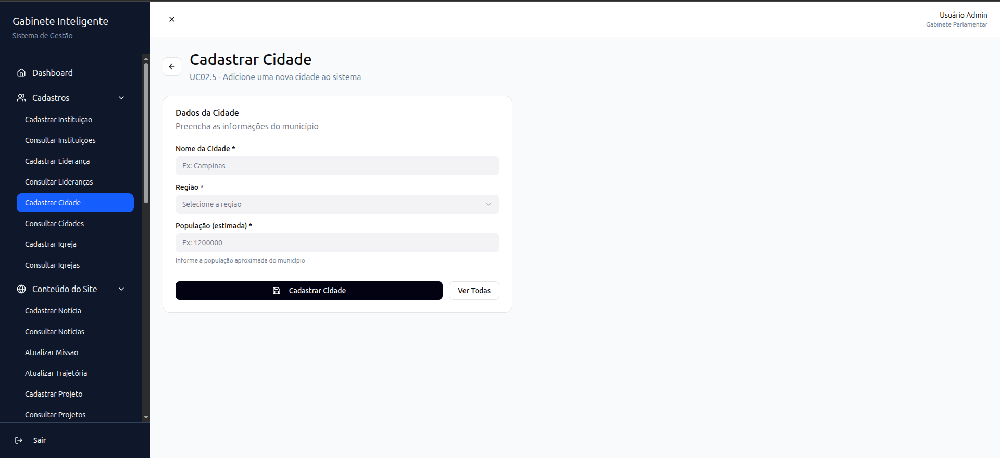 Gabinete Inteligente
Sistema de Gestão
Dashboard
Cadastros
Cadastrar Instituição
Consultar Instituições
Cadastrar Liderança
Consultar Lideranças
Cadastrar Cidade
Consultar Cidades
Cadastrar Igreja
Consultar Igrejas
Conteúdo do Site
Cadastrar Notícia
Consultar Notícias
Atualizar Missão
Atualizar Trajetória
Cadastrar Projeto
Consultar Projetos
Sair
Usuário Admin
Gabinete Parlamentar
Cadastrar Cidade
UC02.5 - Adicione uma nova cidade ao sistema
Dados da Cidade
Preencha as informações do município
Nome da Cidade *
Ex: Campinas
Região *
Selecione a região
População (estimada) *
Ex: 1200000
Informe a população aproximada do município
Cadastrar Cidade
Ver Todas